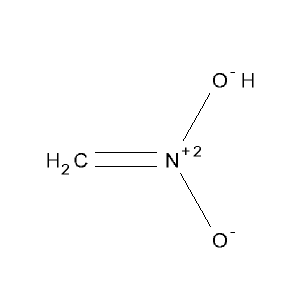 O⁻ H
H₂C N⁺²
O⁻